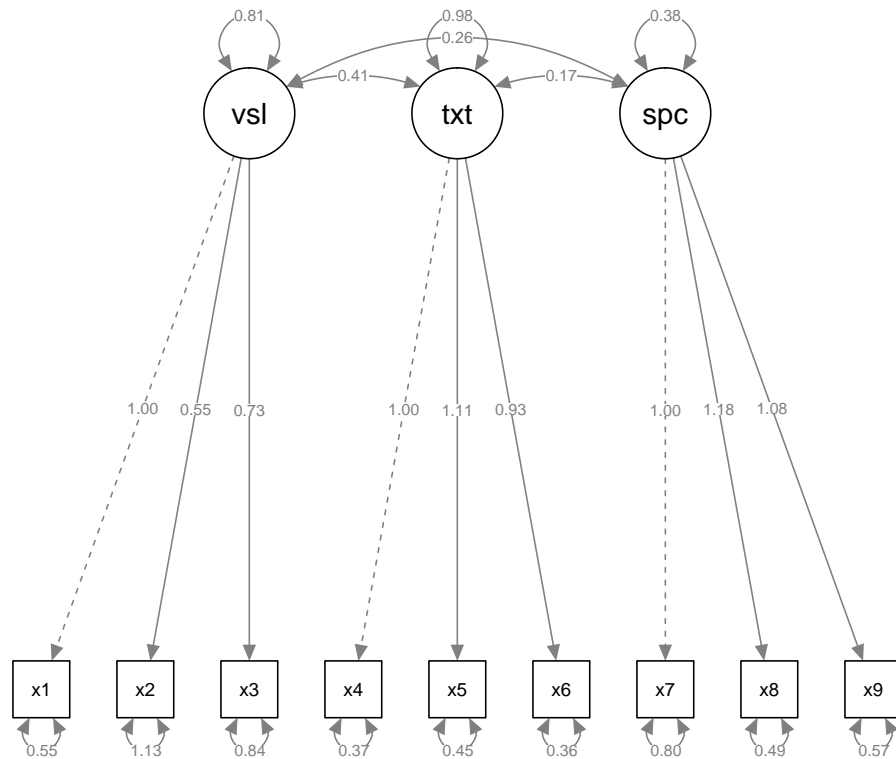 0.81 0.98 0.38
0.26
0.41 0.17
vsl txt spc
1.00 0.55 0.73 1.00 1.11 0.93 1.00 1.18 1.08
x1 x2 x3 x4 x5 x6 x7 x8 x9
0.55 1.13 0.84 0.37 0.45 0.36 0.80 0.49 0.57